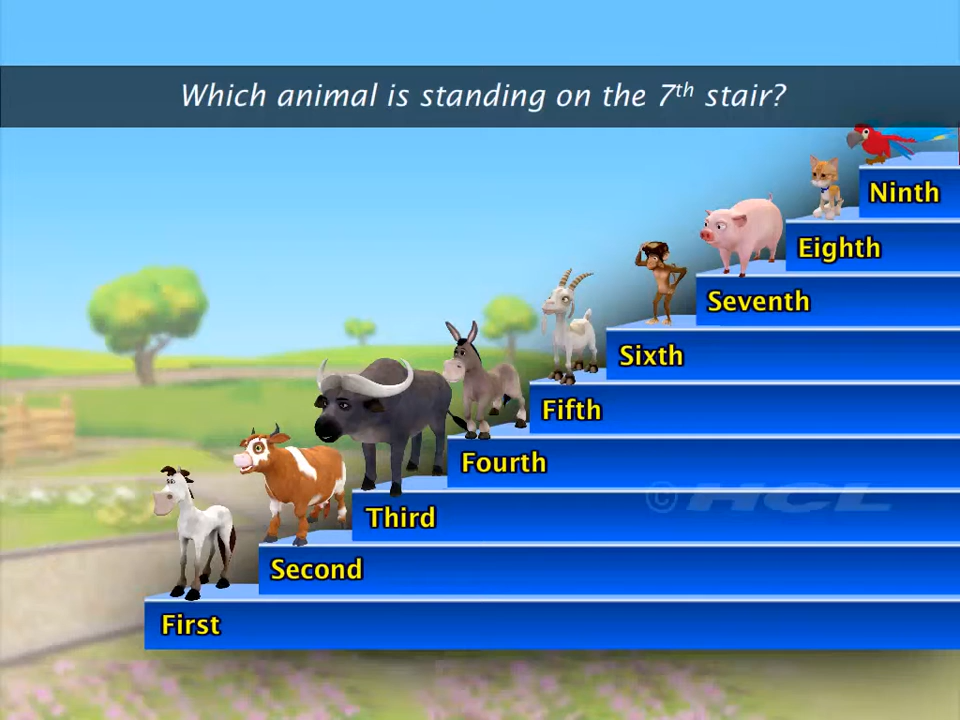 Which animal is standing on the 7th stair?
Ninth
Eighth
Seventh
Sixth
Fifth
Fourth
© HCL
Third
Second
First